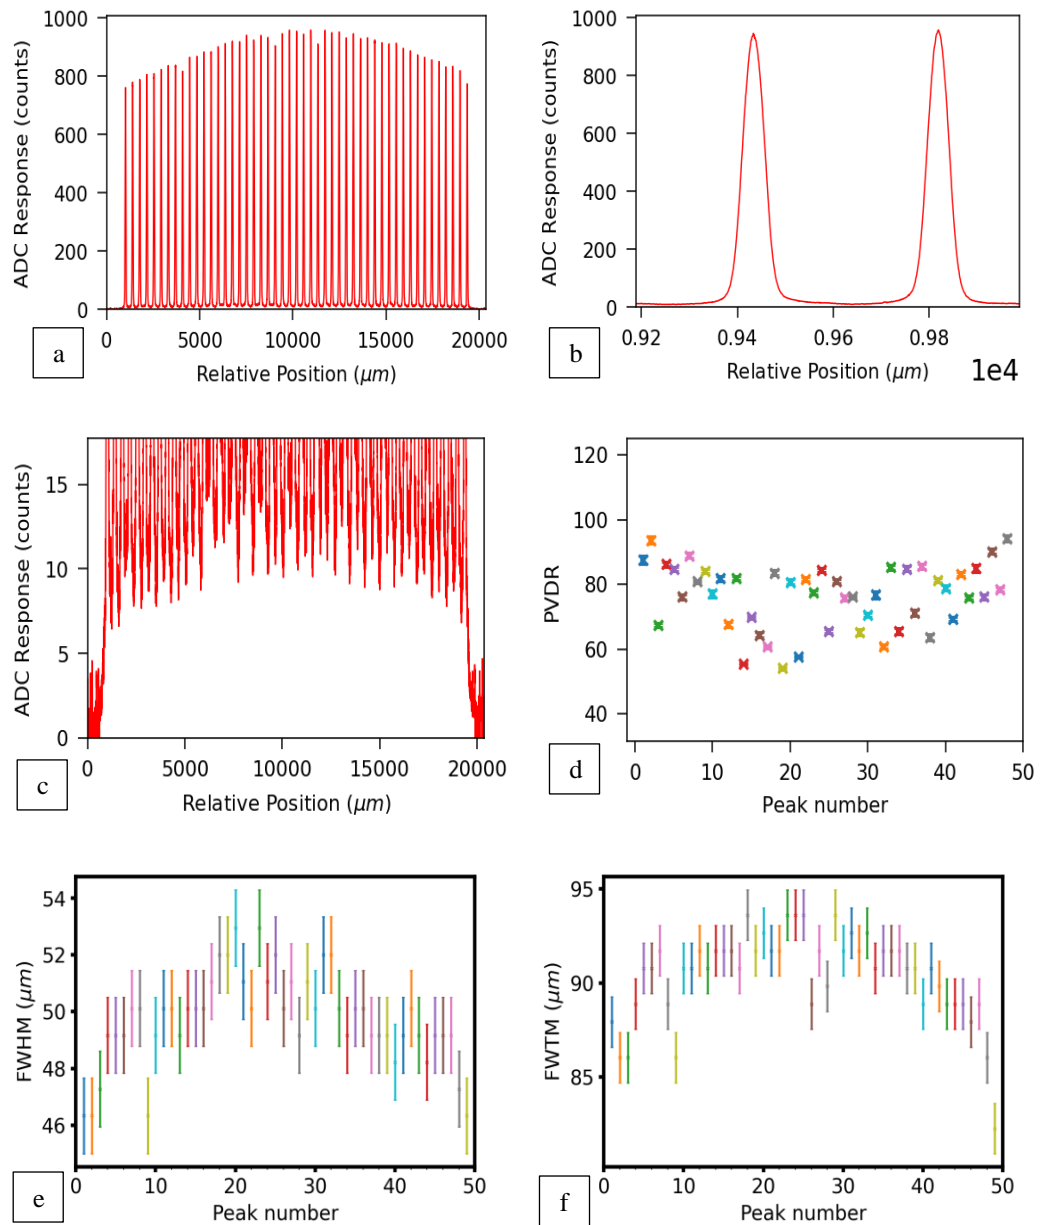 1000
800
600
400
200
0
ADC Response (counts)
0 5000 10000 15000 20000
Relative Position (μm)
a
1000
800
600
400
200
0
ADC Response (counts)
0.92 0.94 0.96 0.98
Relative Position (μm) 1e4
b
15
10
5
0
ADC Response (counts)
0 5000 10000 15000 20000
Relative Position (μm)
c
120
100
80
60
40
PVDR
0 10 20 30 40 50
Peak number
d
54
52
50
48
46
FWHM (μm)
0 10 20 30 40 50
Peak number
e
95
90
85
FWTM (μm)
0 10 20 30 40 50
Peak number
f